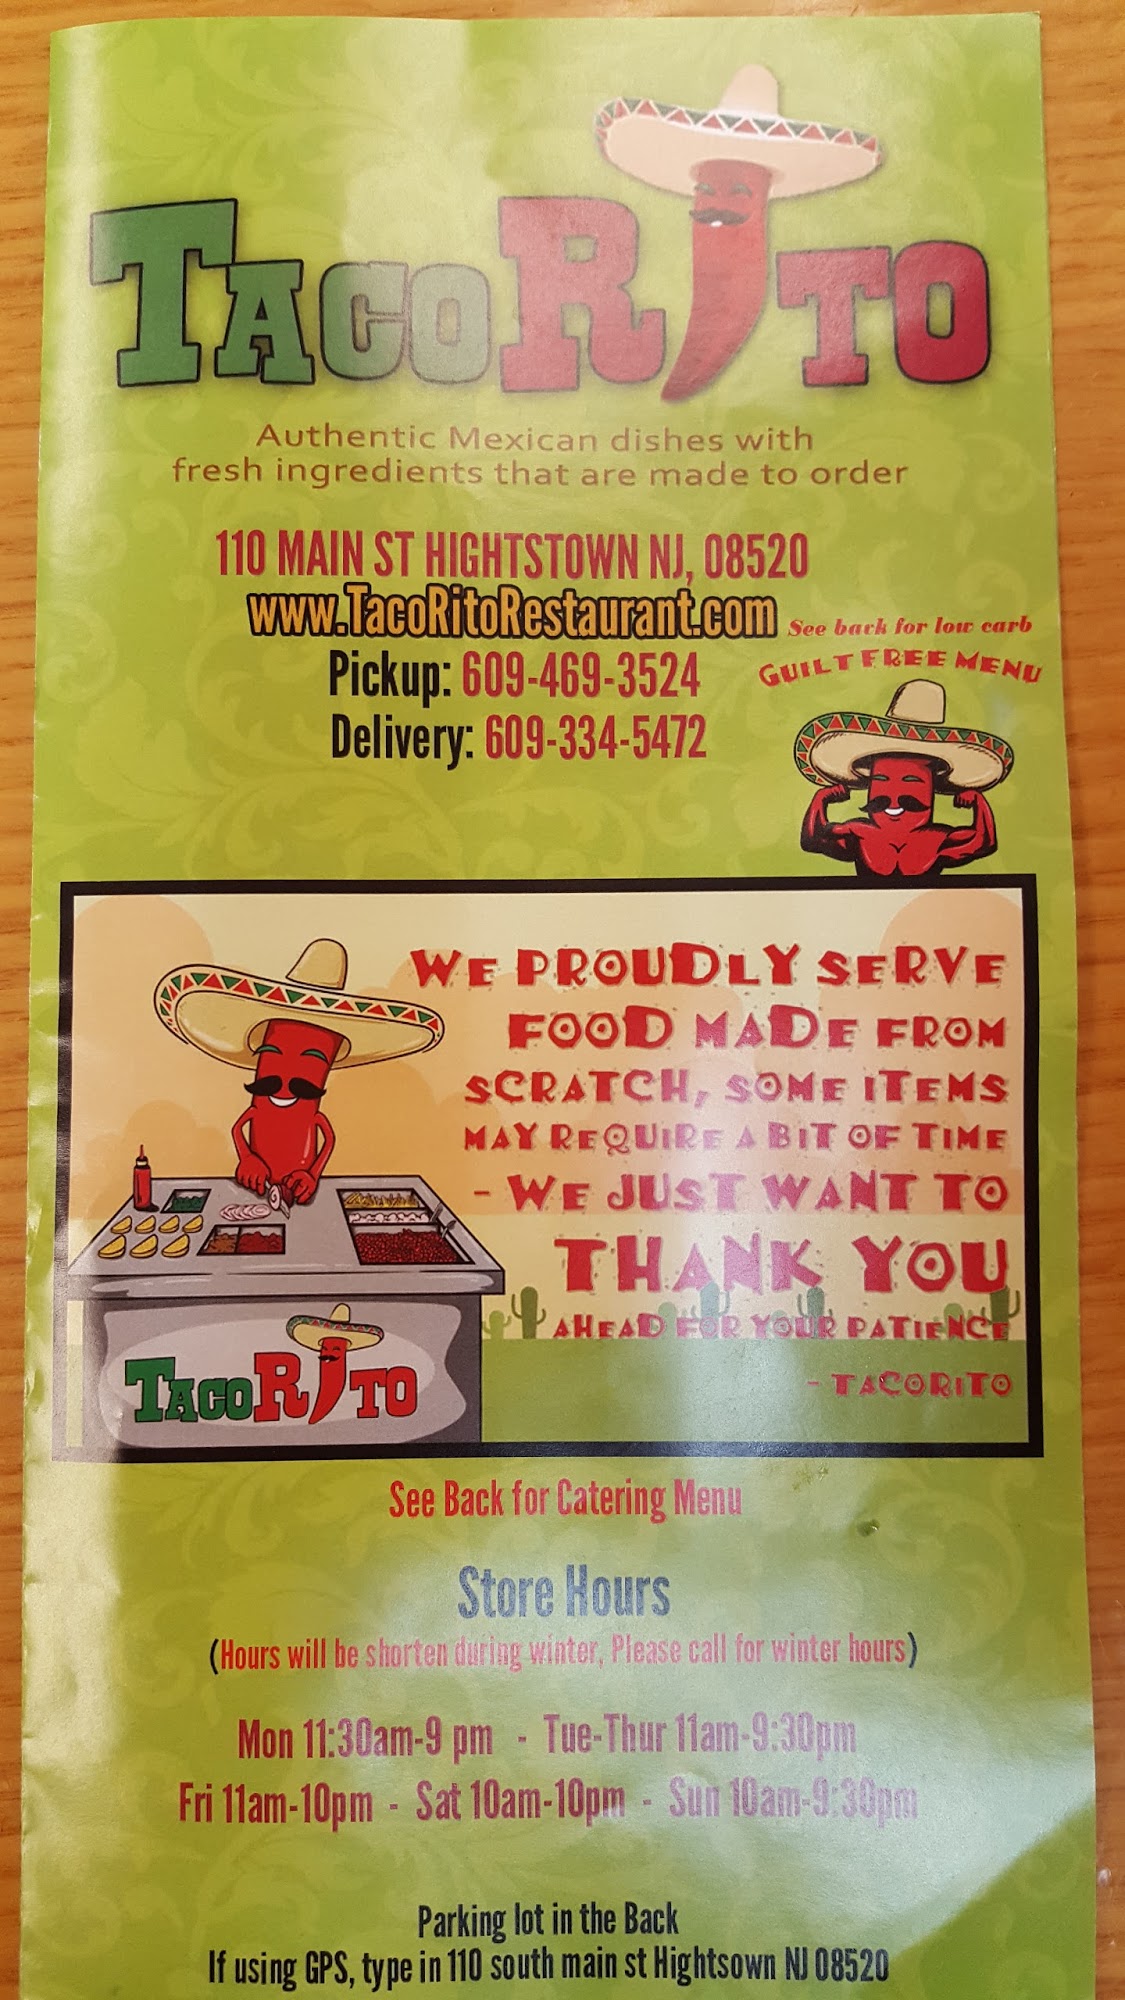 TACORITO
Authentic Mexican dishes with
fresh ingredients that are made to order
110 MAIN ST HIGHTSTOWN NJ, 08520
www.TacoRitoRestaurant.com
See back for low carb
GUILT FREE MENU
Pickup: 609-469-3524
Delivery: 609-334-5472
WE PROUDLY SERVE
FOOD MADE FROM
SCRATCH, SOME ITEMS
MAY REQUIRE A BIT OF TIME
- WE JUST WANT TO
THANK YOU
AHEAD FOR YOUR PATIENCE
- TACORITO
TACORITO
See Back for Catering Menu
Store Hours
(Hours will be shorten during winter, Please call for winter hours)
Mon 11:30am-9 pm - Tue-Thur 11am-9:30pm
Fri 11am-10pm - Sat 10am-10pm - Sun 10am-9:30pm
Parking lot in the Back
If using GPS, type in 110 south main st Hightsown NJ 08520